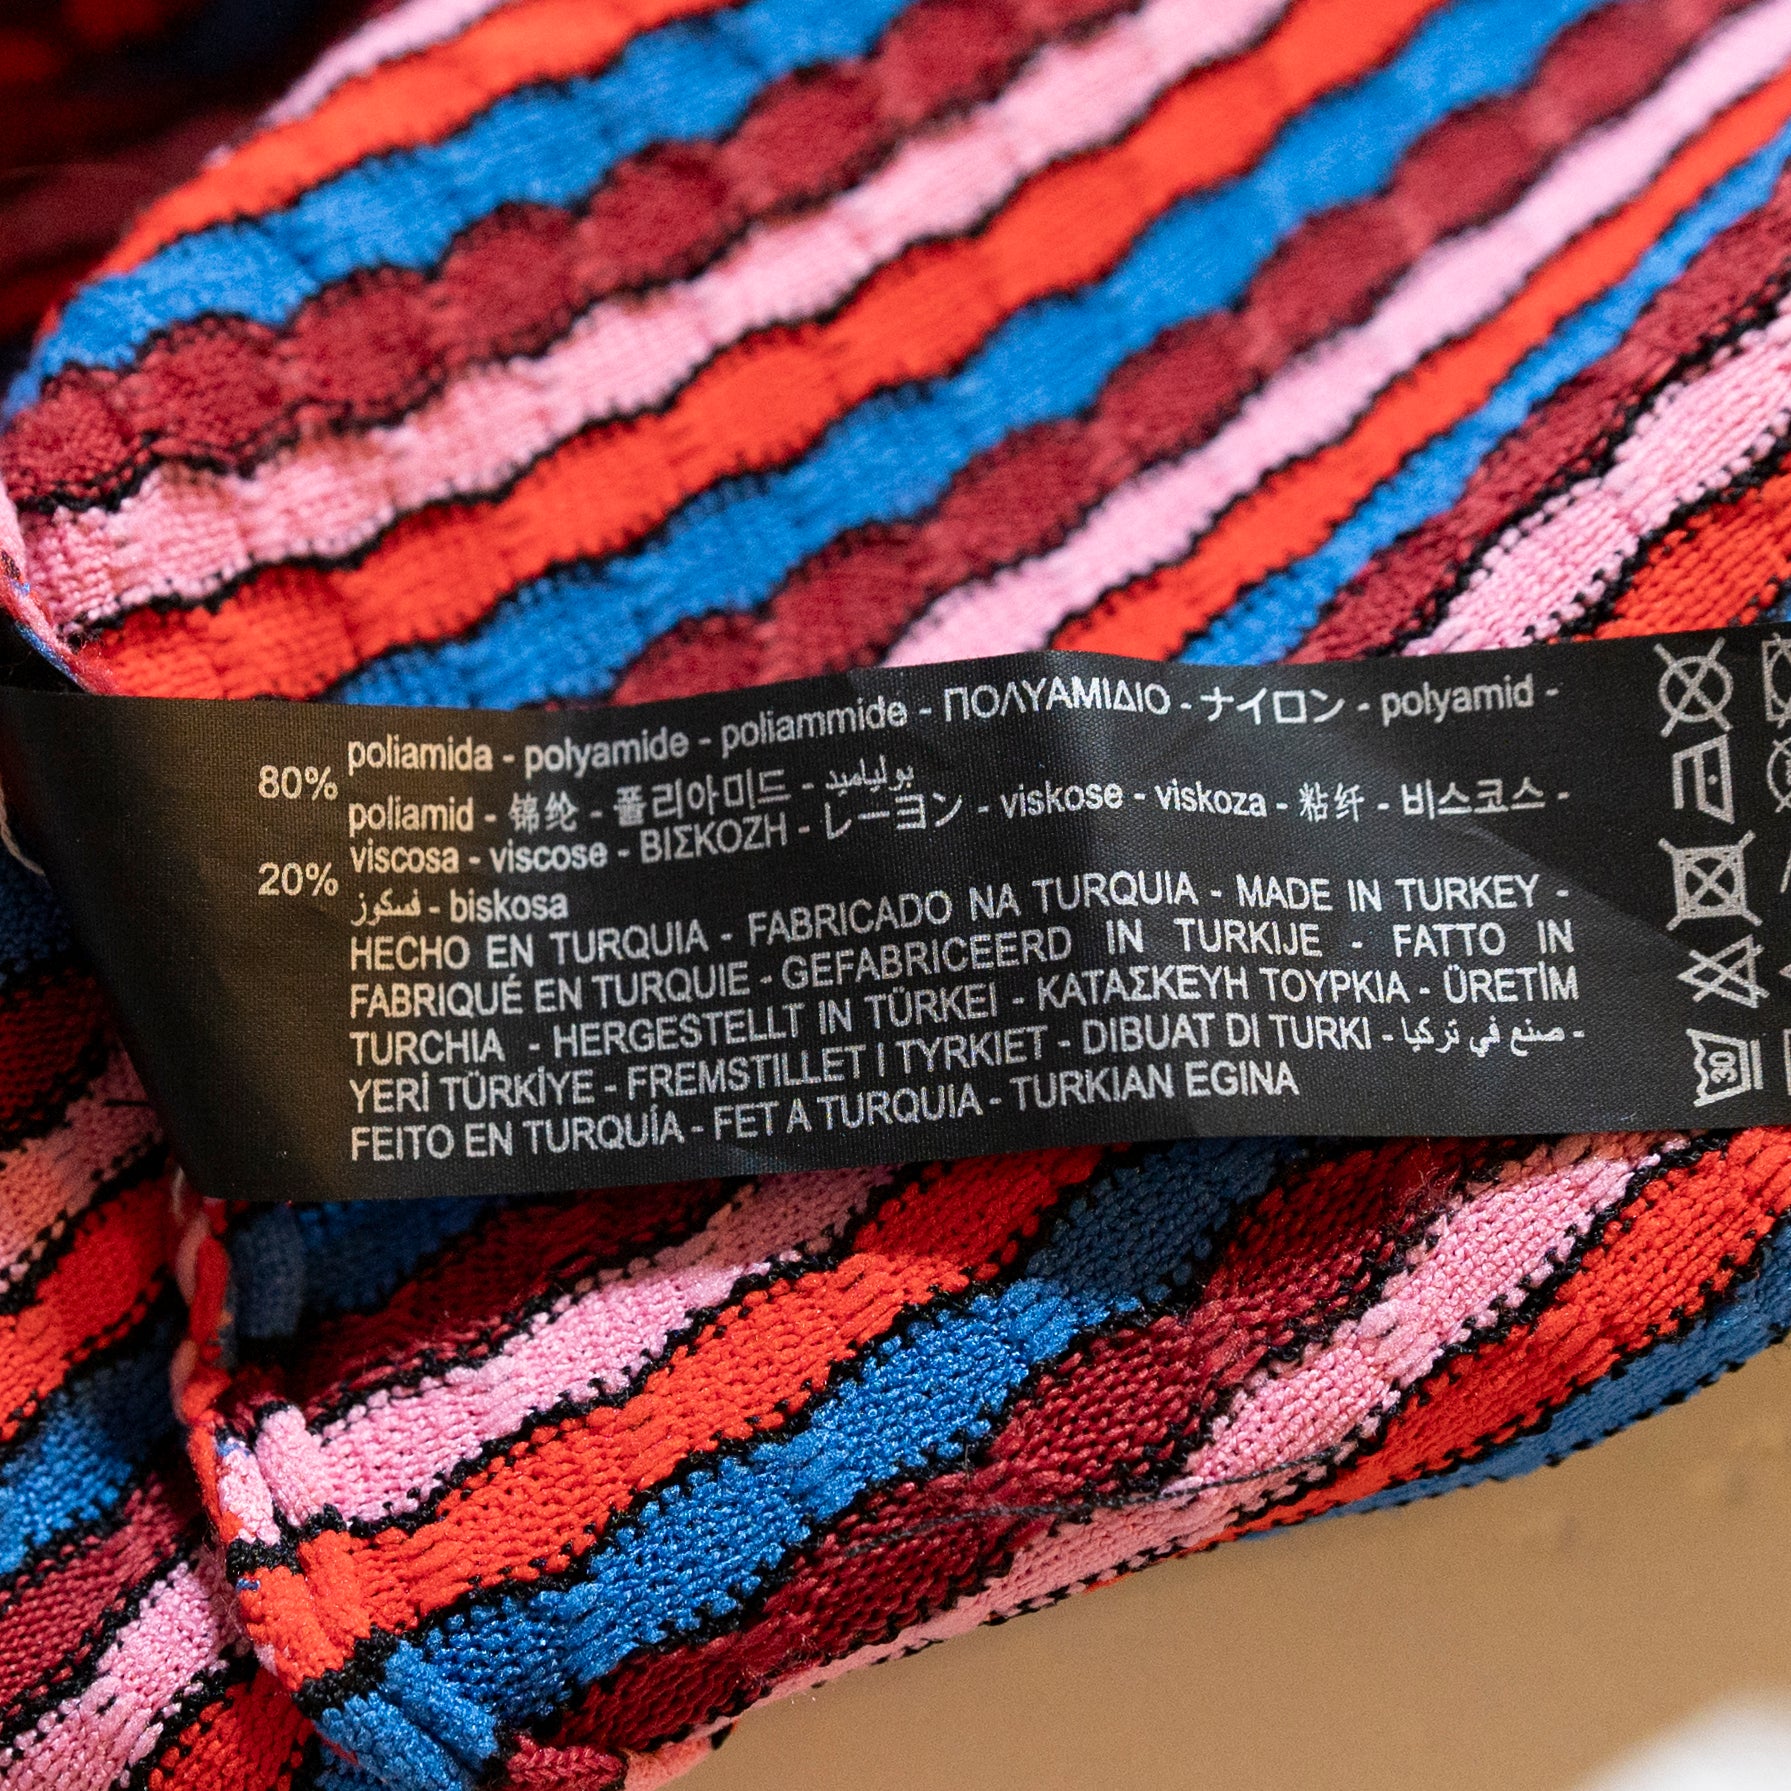 80% poliamida - polyamide - poliammide - ΠΟΛΥΑΜΙΔΙΟ - ナイロン - polyamid -
poliamid - 锦纶 - 폴리아미드 - بولياميد
20% viscosa - viscose - ΒΙΣΚΟΖΗ - レーヨン - viskose - viskoza - 粘纤 - 비스코스 -
فسكوز - biskosa
HECHO EN TURQUIA - FABRICADO NA TURQUIA - MADE IN TURKEY -
FABRIQUÉ EN TURQUIE - GEFABRICEERD IN TURKIJE - FATTO IN
TURCHIA - HERGESTELLT IN TÜRKEI - ΚΑΤΑΣΚΕΥΗ ΤΟΥΡΚΙΑ - ÜRETİM
YERİ TÜRKİYE - FREMSTILLET I TYRKIET - DIBUAT DI TURKI - صنع في تركيا -
FEITO EN TURQUÍA - FET A TURQUIA - TURKIAN EGINA
30